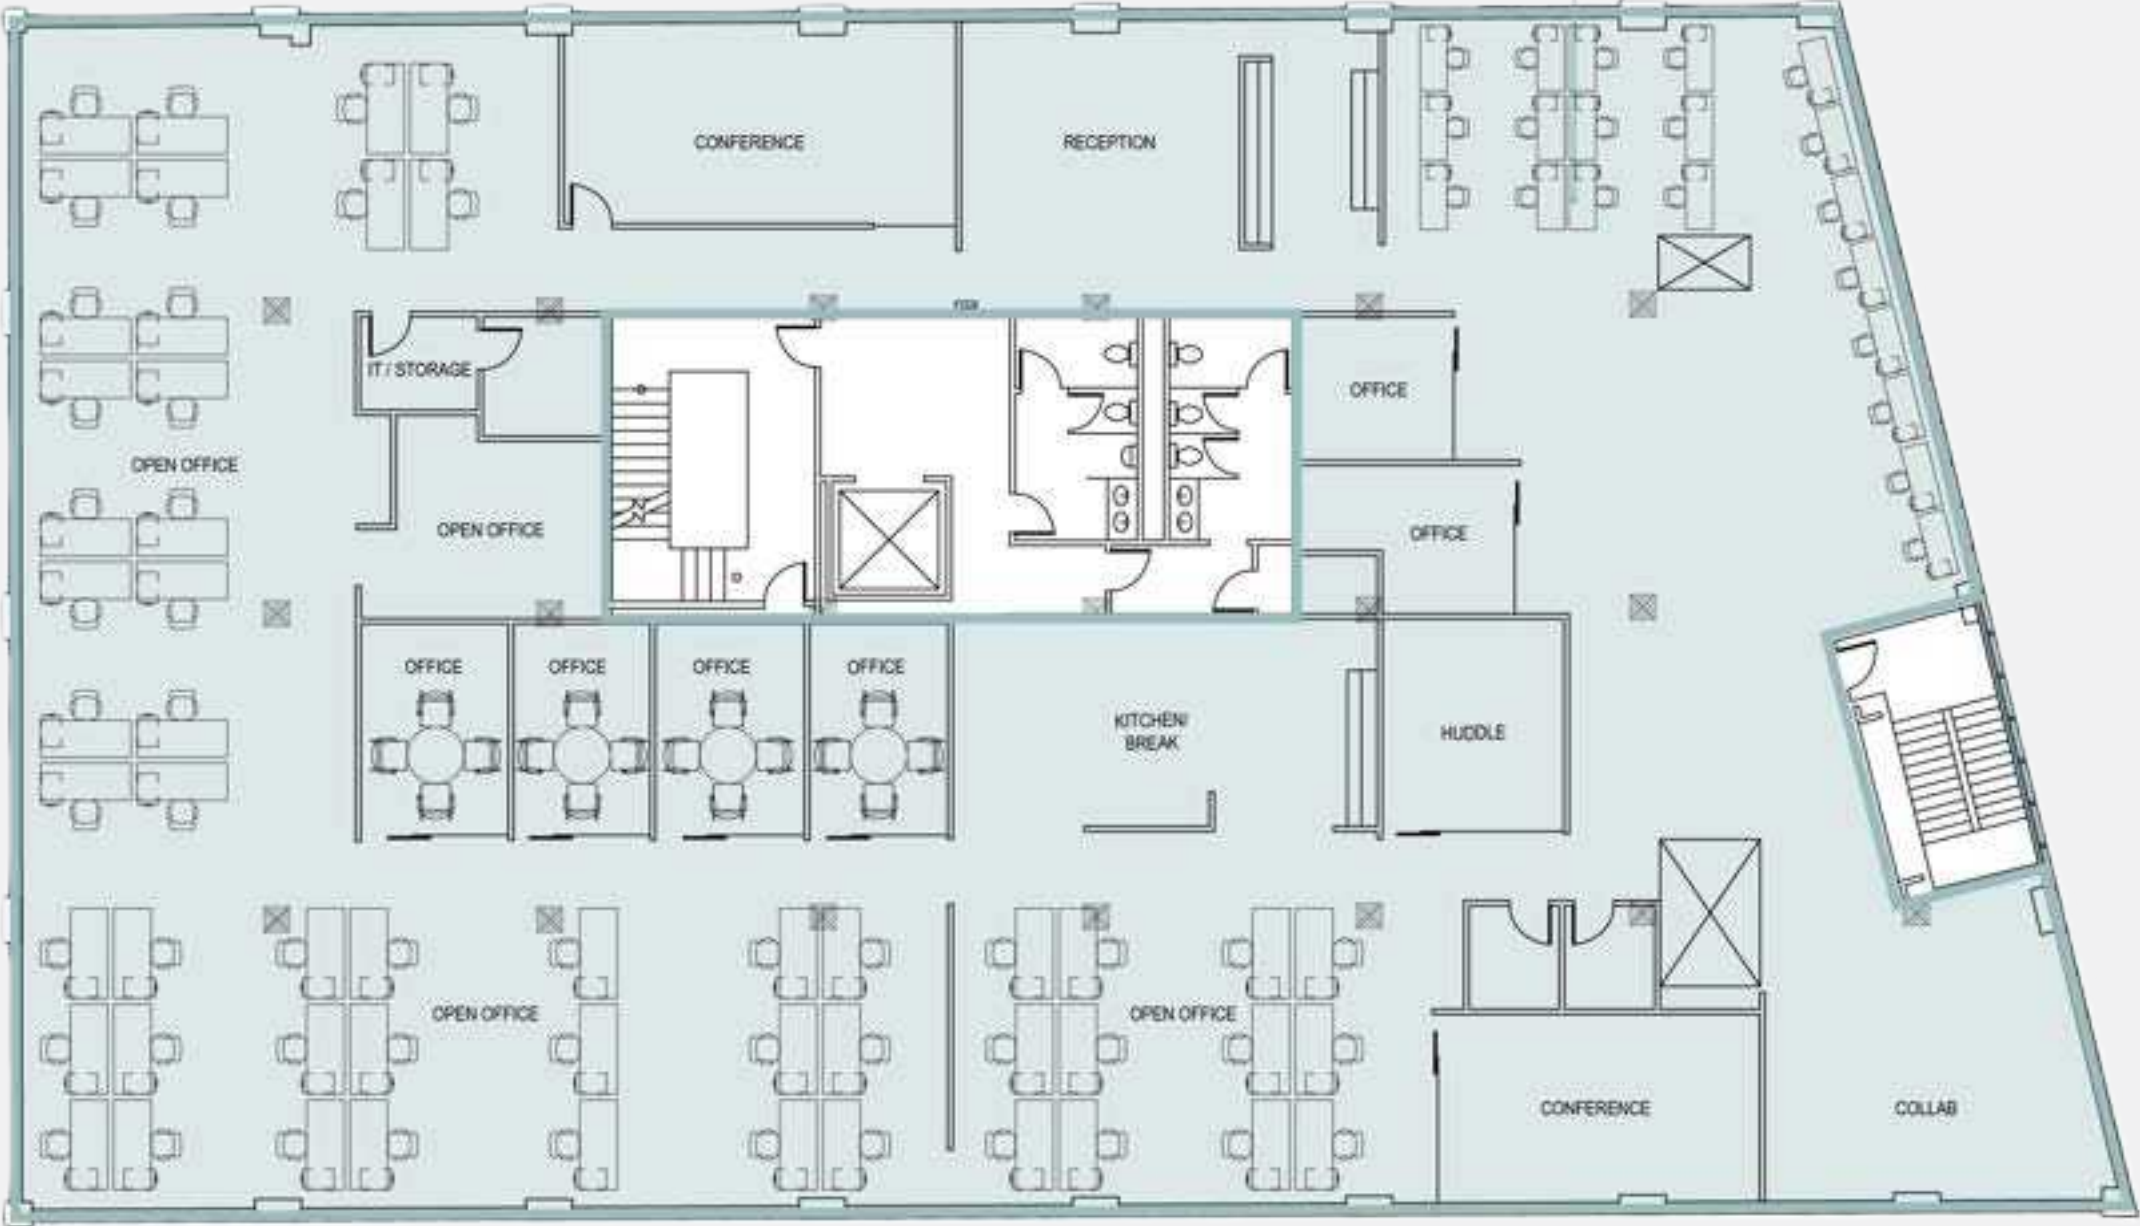 CONFERENCE
RECEPTION
IT / STORAGE
OFFICE
OPEN OFFICE
OPEN OFFICE
OFFICE
OFFICE
OFFICE
OFFICE
OFFICE
KITCHEN/
BREAK
HUDDLE
OPEN OFFICE
OPEN OFFICE
CONFERENCE
COLLAB